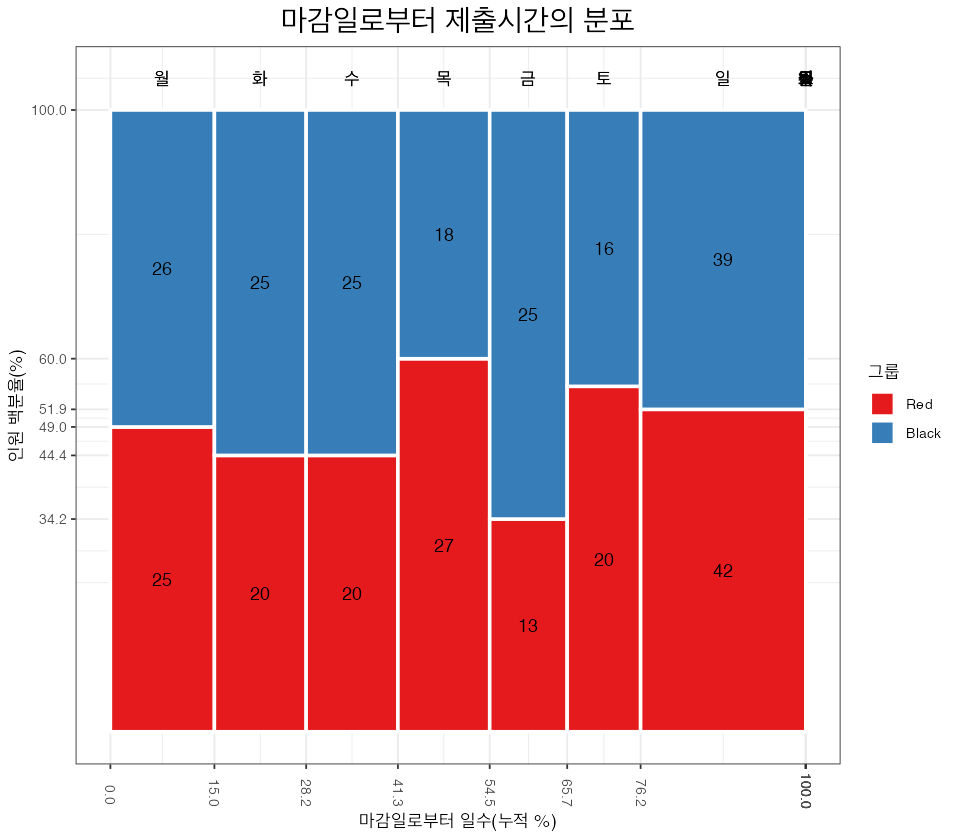 마감일로부터 제출시간의 분포
월 화 수 목 금 토 일
100.0
60.0
51.9
49.0
44.4
34.2
인원 백분율(%)
26 25 25 18 25 16 39
25 20 20 27 13 20 42
그룹
Red
Black
0.0 15.0 28.2 41.3 54.5 65.7 76.2 100.0
마감일로부터 일수(누적 %)